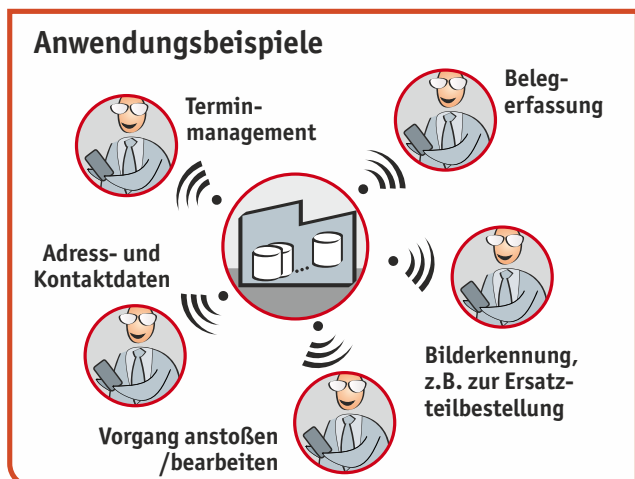 Anwendungsbeispiele
Termin-
management
Beleg-
erfassung
Adress- und
Kontaktdaten
Bilderkennung,
z.B. zur Ersatz-
teilbestellung
Vorgang anstoßen
/bearbeiten